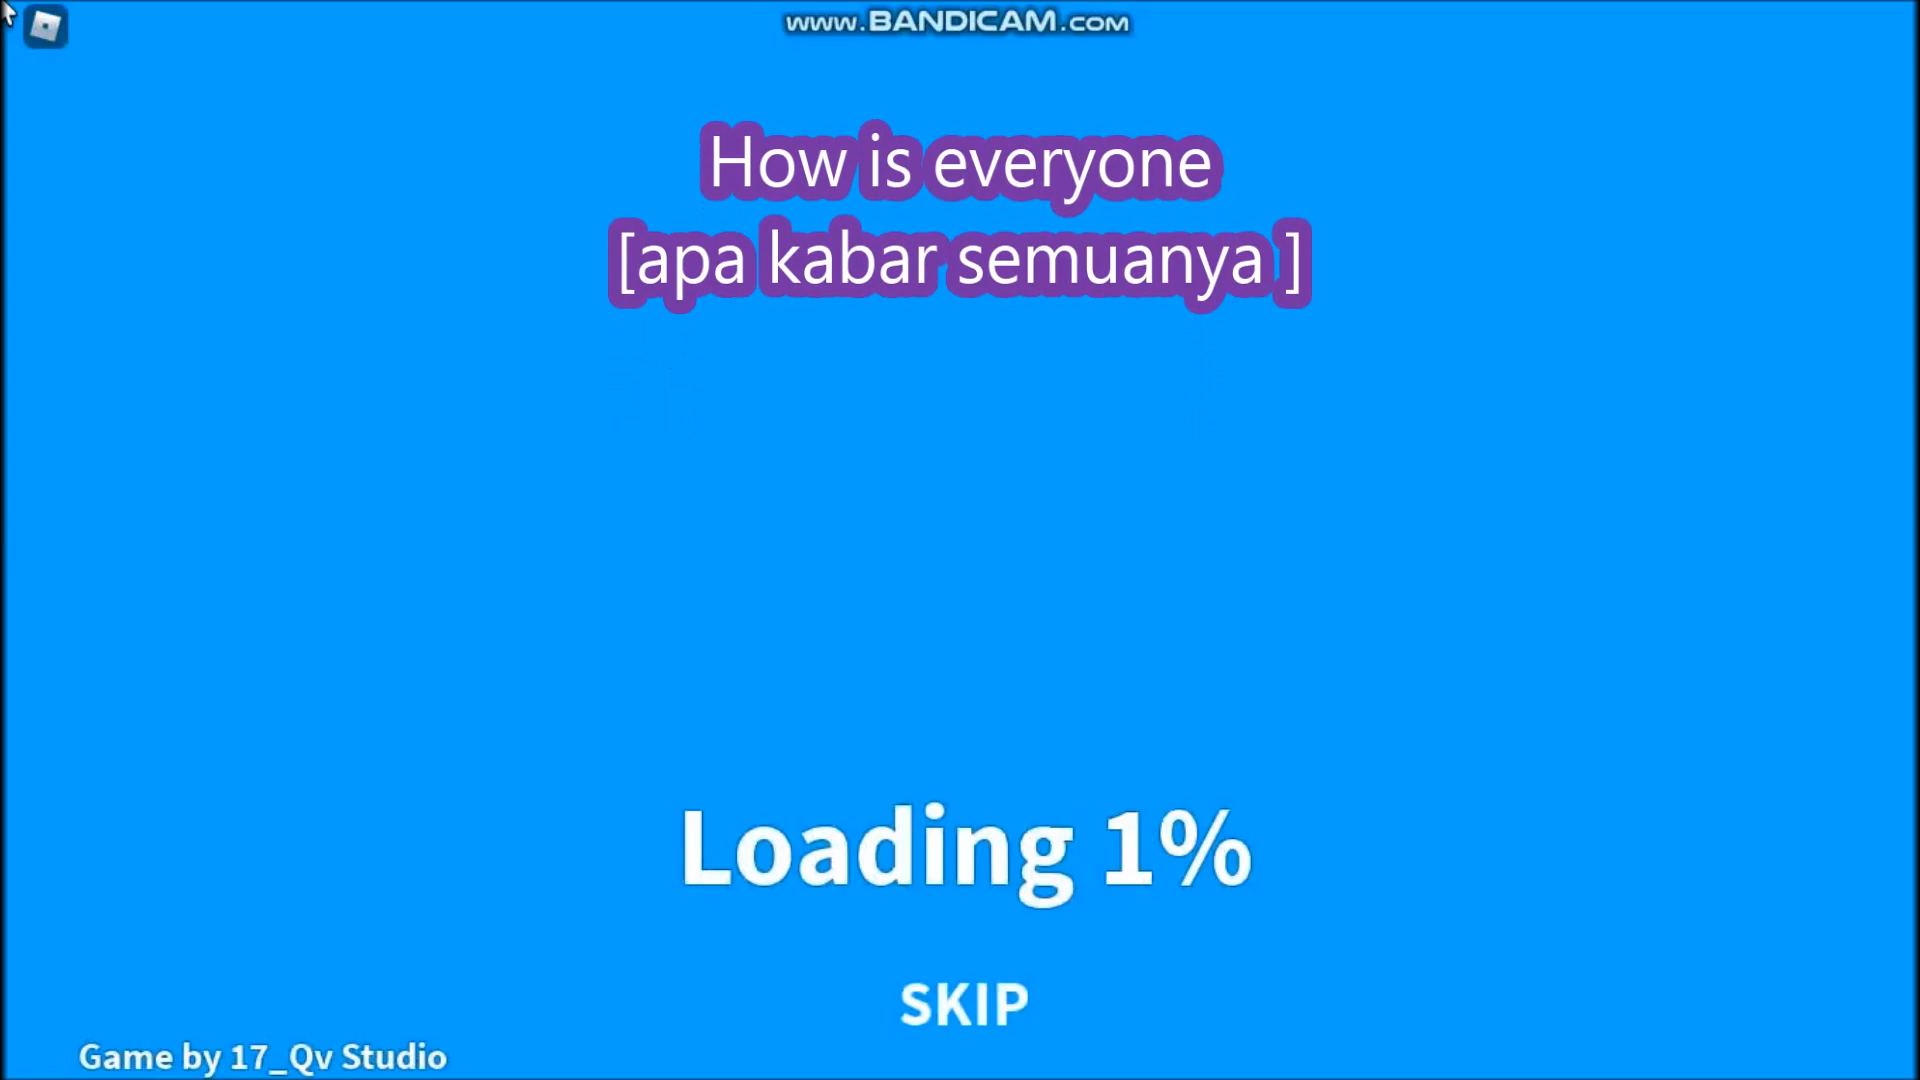 www.BANDICAM.com
How is everyone
[apa kabar semuanya ]
Loading 1%
SKIP
Game by 17_Qv Studio